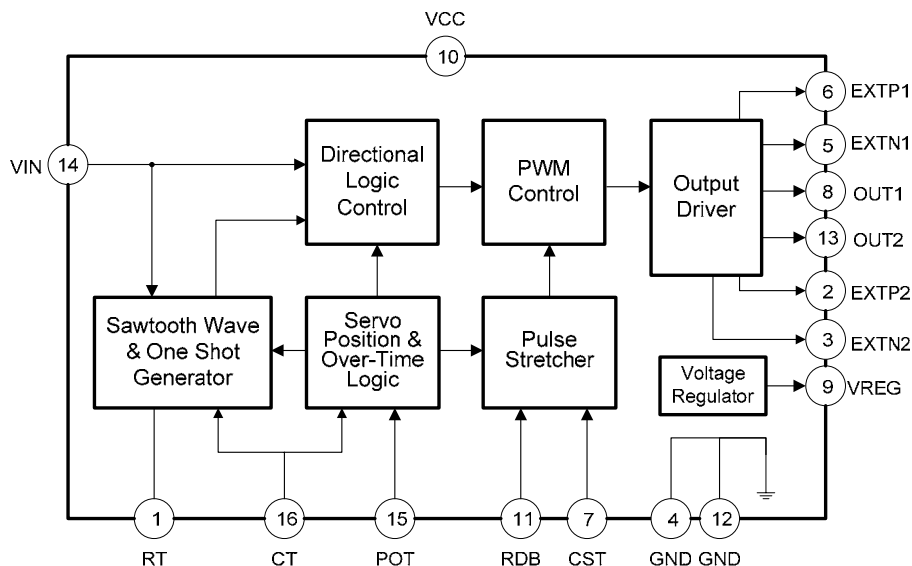 VCC
10
6 EXTP1
VIN 14
Directional
Logic
Control
PWM
Control
Output
Driver
5 EXTN1
8 OUT1
13 OUT2
2 EXTP2
3 EXTN2
Sawtooth Wave
& One Shot
Generator
Servo
Position &
Over-Time
Logic
Pulse
Stretcher
Voltage
Regulator
9 VREG
1
16
15
11
7
4
12
RT
CT
POT
RDB
CST
GND
GND